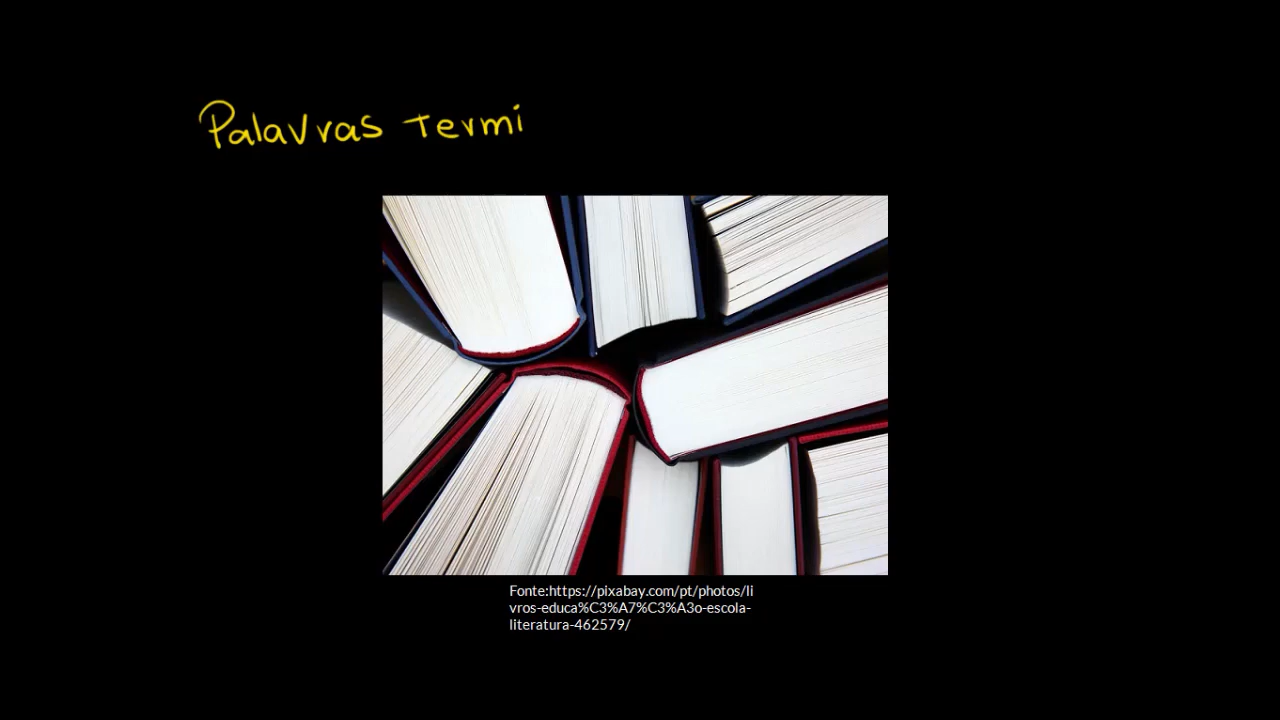 Palavras Termi
Fonte:https://pixabay.com/pt/photos/li
vros-educa%C3%A7%C3%A3o-escola-
literatura-462579/